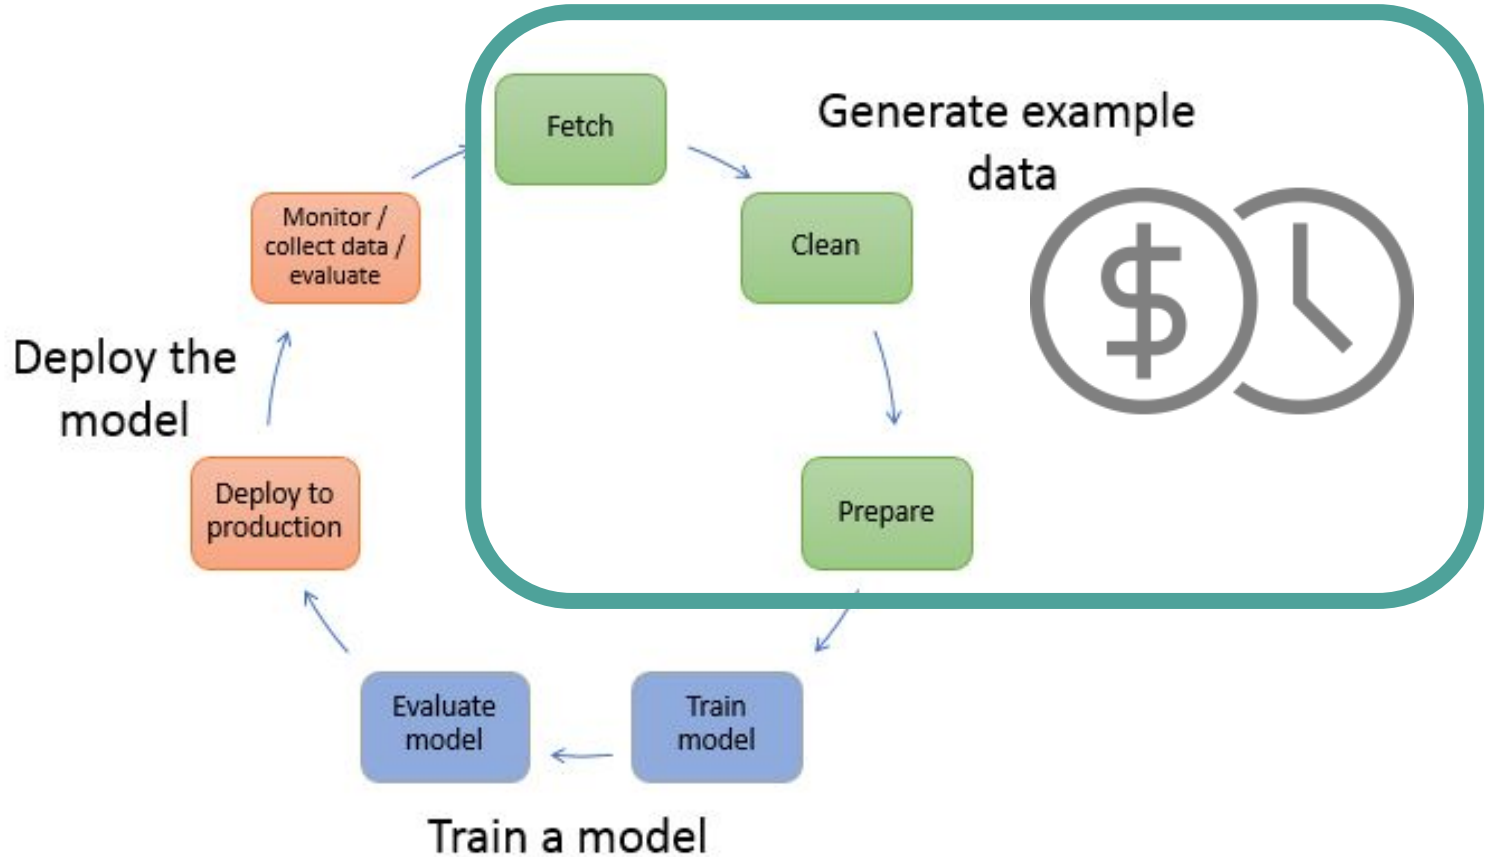 Fetch
Generate example
data
Clean
Monitor /
collect data /
evaluate
$
Deploy the
model
Prepare
Deploy to
production
Train
model
Evaluate
model
Train a model